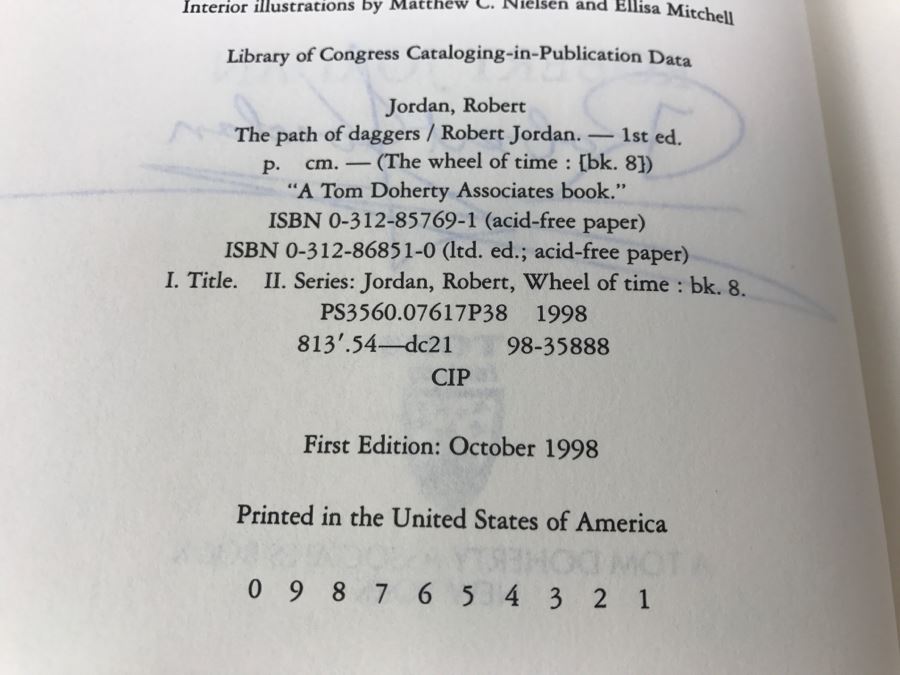 Interior illustrations by Matthew C. Nielsen and Ellisa Mitchell
Library of Congress Cataloging-in-Publication Data
Jordan, Robert
The path of daggers / Robert Jordan. — 1st ed.
p. cm. — (The wheel of time : [bk. 8])
“A Tom Doherty Associates book.”
ISBN 0-312-85769-1 (acid-free paper)
ISBN 0-312-86851-0 (ltd. ed.; acid-free paper)
I. Title. II. Series: Jordan, Robert, Wheel of time : bk. 8.
PS3560.07617P38 1998
813′.54—dc21 98-35888
CIP
First Edition: October 1998
Printed in the United States of America
0 9 8 7 6 5 4 3 2 1